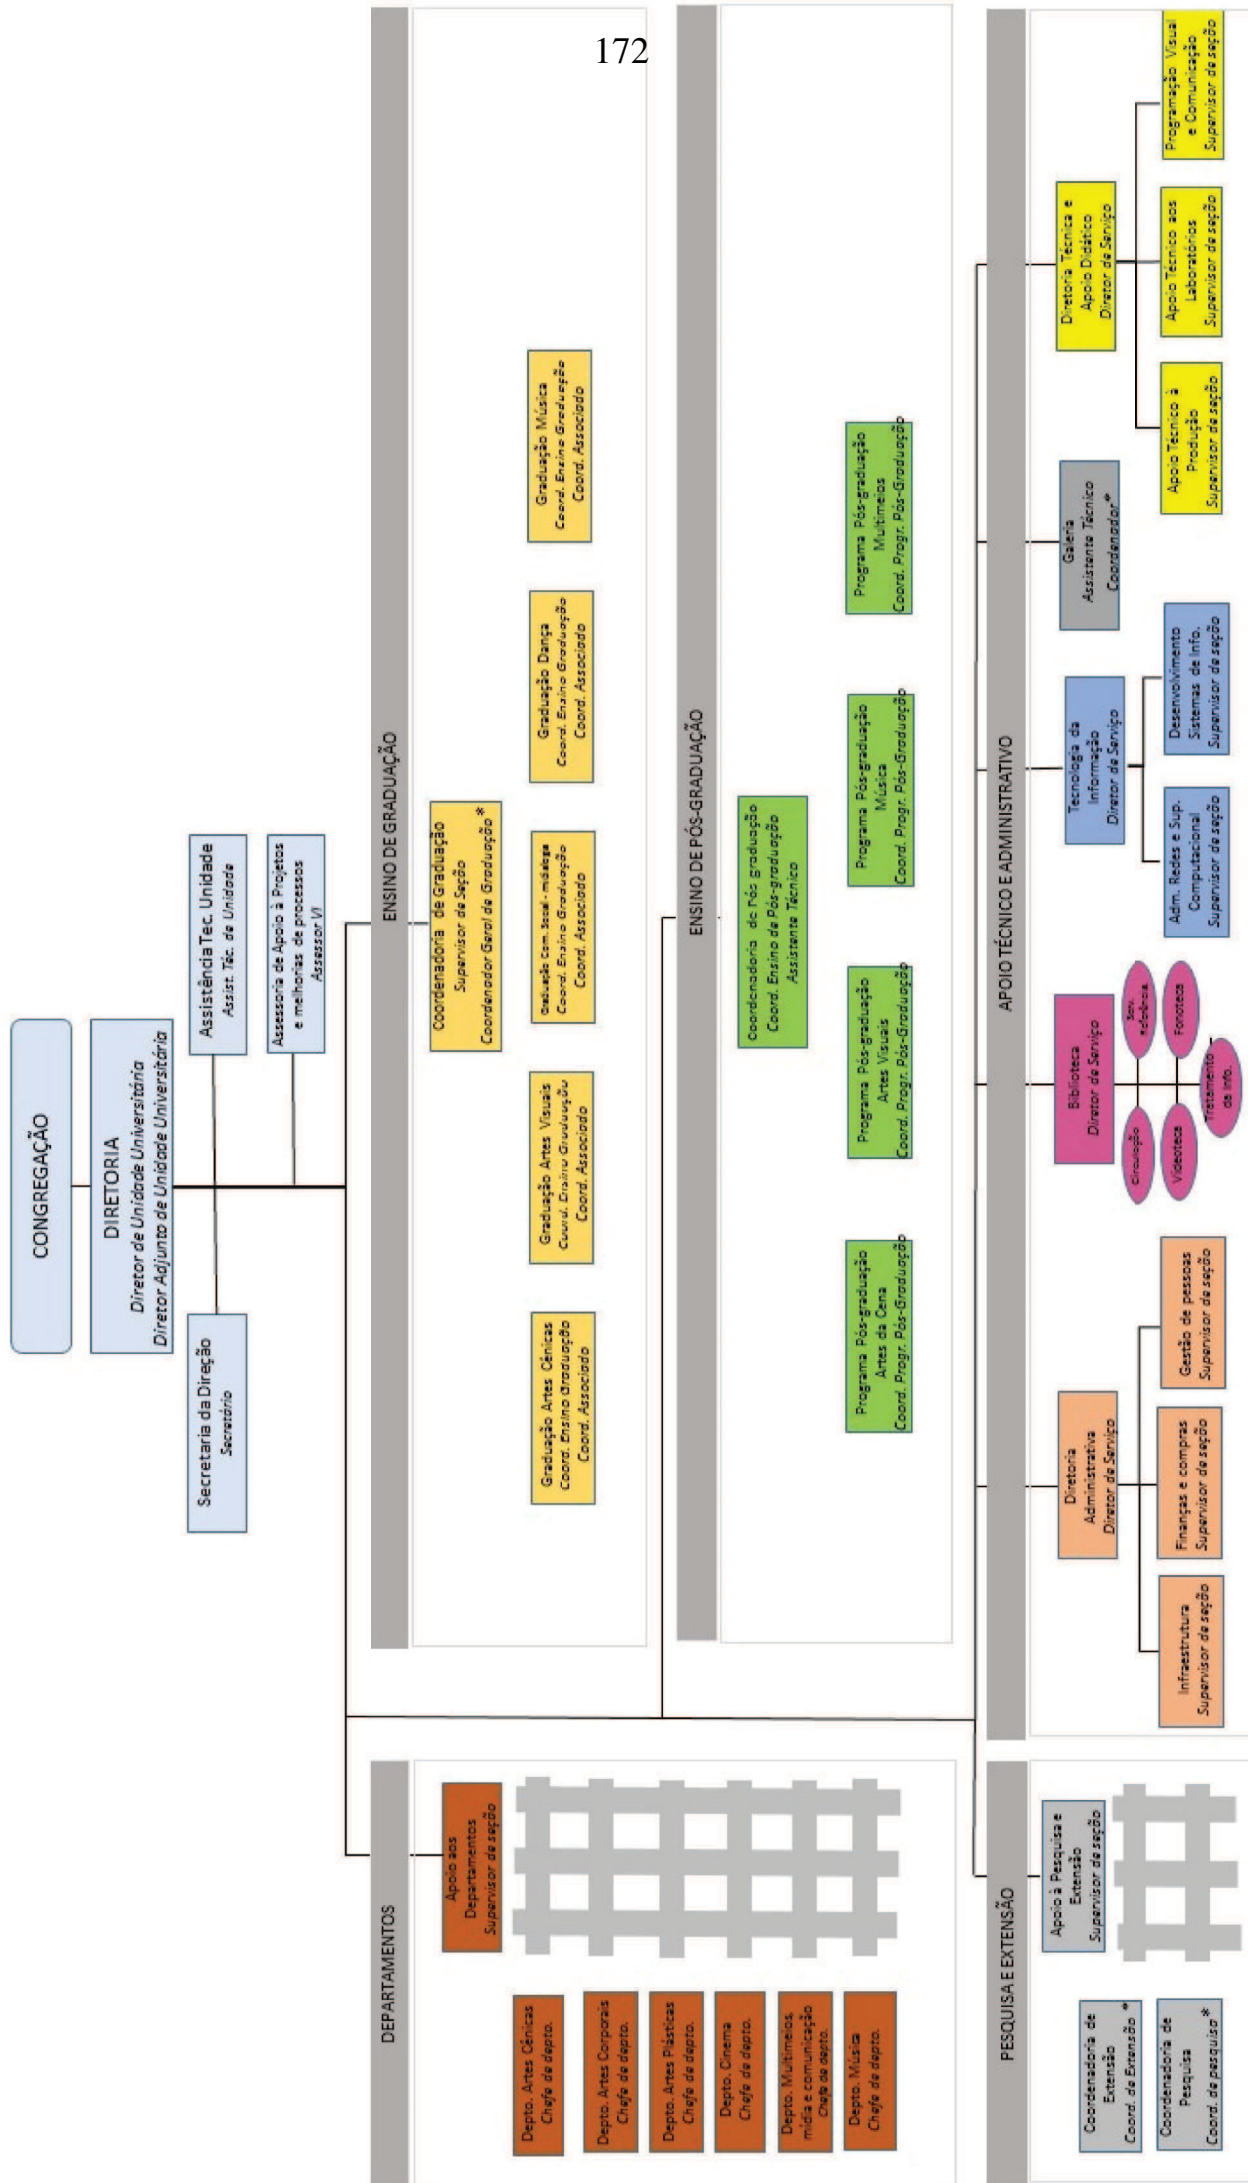 172
CONGREGAÇÃO
DIRETORIA
Diretor de Unidade Universitária
Diretor Adjunto de Unidade Universitária
Secretaria da Direção
Secretário
Assistência Tec. Unidade
Assist. Téc. de Unidade
Assessoria de Apoio à Projetos
e melhorias de processos
Assessor VI
DEPARTAMENTOS
Apoio aos
Departamentos
Supervisor de seção
Depto. Artes Cênicas
Chefe de depto.
Depto. Artes Corporais
Chefe de depto.
Depto. Artes Plásticas
Chefe de depto.
Depto. Cinema
Chefe de depto.
Depto. Multimeios,
mídia e comunicação
Chefe de depto.
Depto. Música
Chefe de depto.
ENSINO DE GRADUAÇÃO
Coordenadoria de Graduação
Supervisor de Seção
Coordenador Geral de Graduação*
Graduação Artes Cênicas
Coord. Ensino Graduação
Coord. Associado
Graduação Artes Visuais
Coord. Ensino Graduação
Coord. Associado
Graduação Com. Social - midialogia
Coord. Ensino Graduação
Coord. Associado
Graduação Dança
Coord. Ensino Graduação
Coord. Associado
Graduação Música
Coord. Ensino Graduação
Coord. Associado
ENSINO DE PÓS-GRADUAÇÃO
Coordenadoria de Pós graduação
Coord. Ensino de Pós-graduação
Assistente Técnico
Programa Pós-graduação
Artes da Cena
Coord. Progr. Pós-Graduação
Programa Pós-graduação
Artes Visuais
Coord. Progr. Pós-Graduação
Programa Pós-graduação
Música
Coord. Progr. Pós-Graduação
Programa Pós-graduação
Multimeios
Coord. Progr. Pós-Graduação
PESQUISA E EXTENSÃO
Apoio à Pesquisa e
Extensão
Supervisor de seção
Coordenadoria de
Extensão
Coord. de Extensão*
Coordenadoria de
Pesquisa
Coord. de pesquisa*
APOIO TÉCNICO E ADMINISTRATIVO
Diretoria
Administrativa
Diretor de Serviço
Infraestrutura
Supervisor de seção
Finanças e compras
Supervisor de seção
Gestão de pessoas
Supervisor de seção
Biblioteca
Diretor de Serviço
Circulação
Serv.
Referência
Videoteca
Fonoteca
Tratamento
da Info.
Tecnologia da
Informação
Diretor de Serviço
Adm. Redes e Sup.
Computacional
Supervisor de seção
Desenvolvimento
Sistemas de Info.
Supervisor de seção
Galeria
Assistente Técnico
Coordenador*
Diretoria Técnica e
Apoio Didático
Diretor de Serviço
Apoio Técnico à
Produção
Supervisor de seção
Apoio Técnico aos
Laboratórios
Supervisor de seção
Programação Visual
e Comunicação
Supervisor de seção